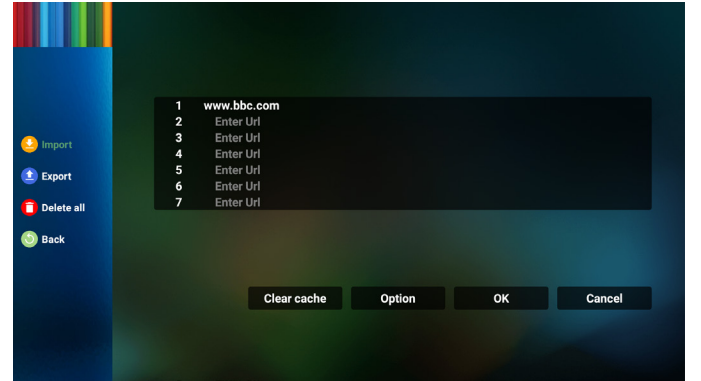 Import
Export
Delete all
Back
1 www.bbc.com
2 Enter Url
3 Enter Url
4 Enter Url
5 Enter Url
6 Enter Url
7 Enter Url
Clear cache Option OK Cancel